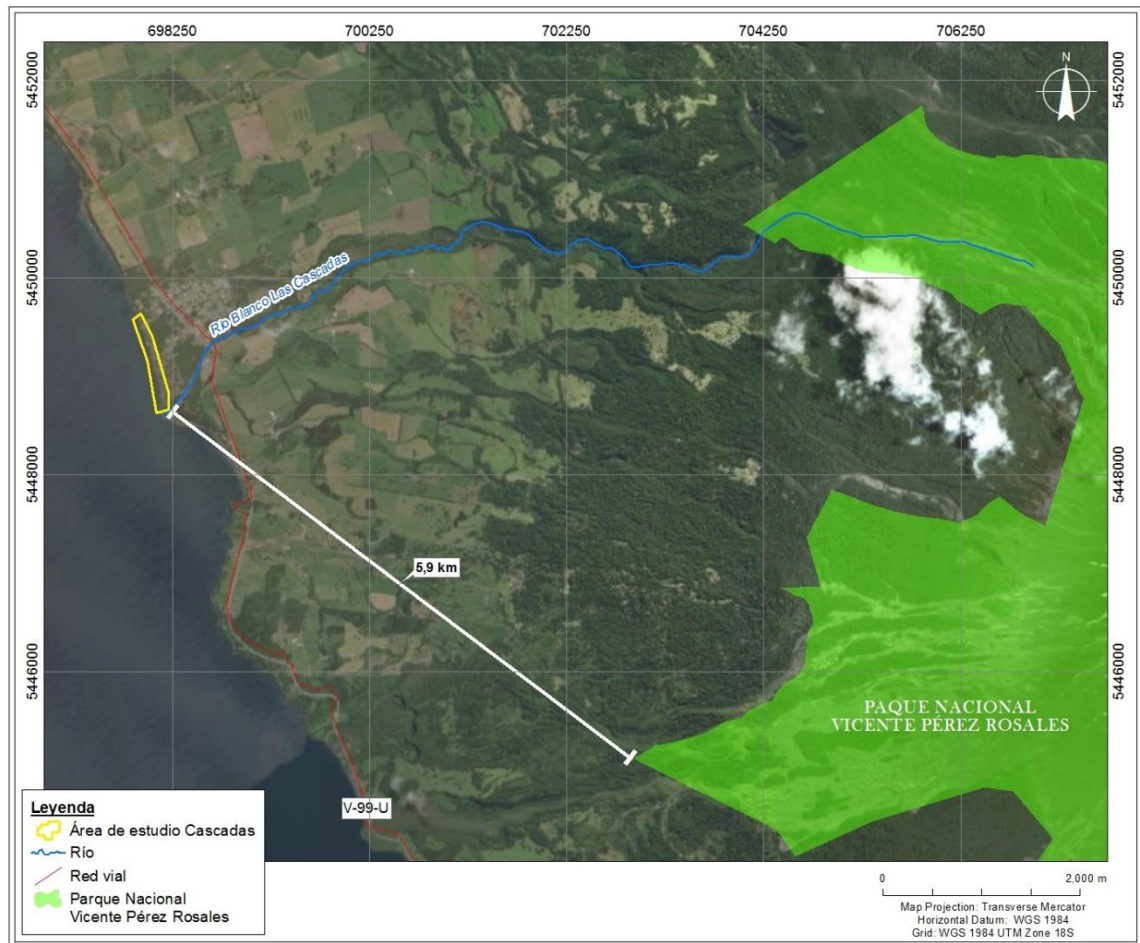 698250
700250
702250
704250
706250
5452000
5452000
N
5450000
5450000
Río Blanco Las Cascadas
5448000
5448000
5,9 km
5446000
5446000
PAQUE NACIONAL
VICENTE PÉREZ ROSALES
V-99-U
Leyenda
Área de estudio Cascadas
Río
Red vial
Parque Nacional
Vicente Pérez Rosales
0
2,000 m
Map Projection: Transverse Mercator
Horizontal Datum: WGS 1984
Grid: WGS 1984 UTM Zone 18S